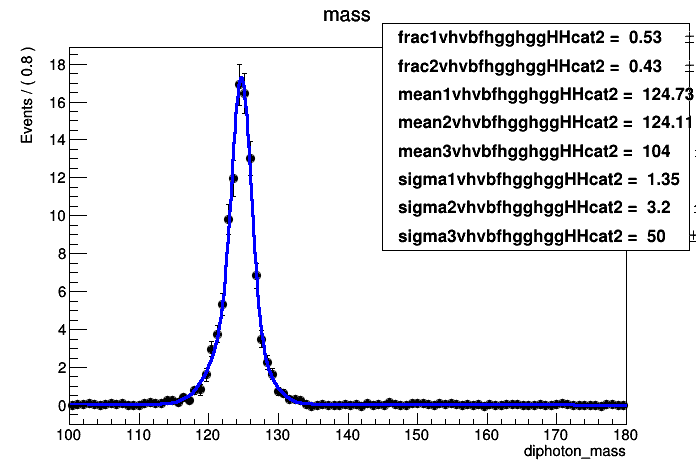 mass
frac1vhvbfhgghggHHcat2 = 0.53 ±
frac2vhvbfhgghggHHcat2 = 0.43 ±
mean1vhvbfhgghggHHcat2 = 124.73
mean2vhvbfhgghggHHcat2 = 124.11
mean3vhvbfhgghggHHcat2 = 104
sigma1vhvbfhgghggHHcat2 = 1.35
sigma2vhvbfhgghggHHcat2 = 3.2
sigma3vhvbfhgghggHHcat2 = 50 ±
Events / ( 0.8 )
18
16
14
12
10
8
6
4
2
0
100 110 120 130 140 150 160 170 180
diphoton_mass